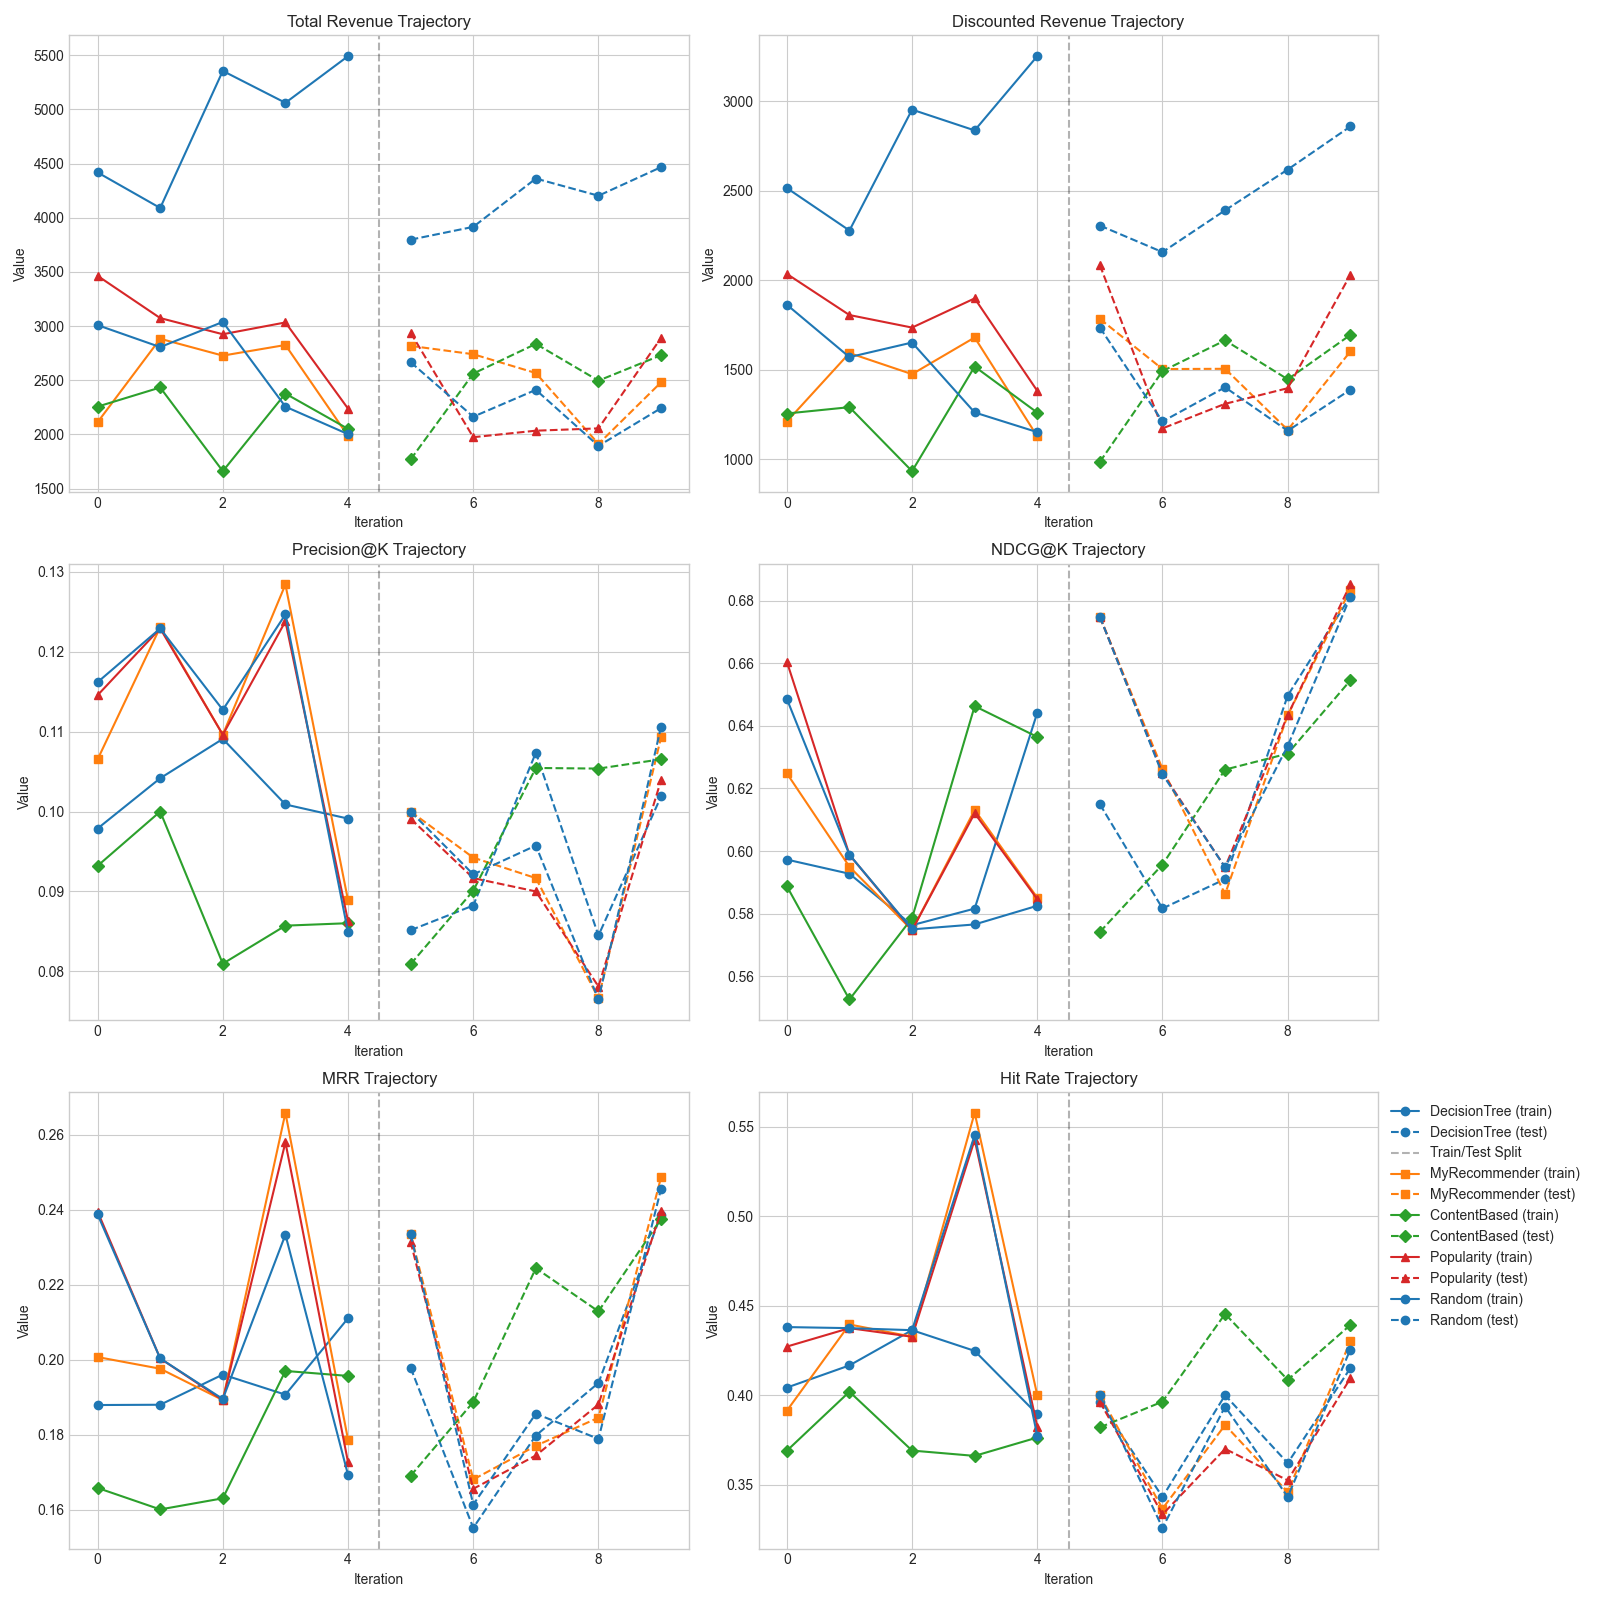 Total Revenue Trajectory
Value
5500
5000
4500
4000
3500
3000
2500
2000
1500
0 2 4 6 8
Iteration
Discounted Revenue Trajectory
Value
3000
2500
2000
1500
1000
0 2 4 6 8
Iteration
Precision@K Trajectory
Value
0.13
0.12
0.11
0.10
0.09
0.08
0 2 4 6 8
Iteration
NDCG@K Trajectory
Value
0.68
0.66
0.64
0.62
0.60
0.58
0.56
0 2 4 6 8
Iteration
MRR Trajectory
Value
0.26
0.24
0.22
0.20
0.18
0.16
0 2 4 6 8
Iteration
Hit Rate Trajectory
Value
0.55
0.50
0.45
0.40
0.35
0 2 4 6 8
Iteration
DecisionTree (train)
DecisionTree (test)
Train/Test Split
MyRecommender (train)
MyRecommender (test)
ContentBased (train)
ContentBased (test)
Popularity (train)
Popularity (test)
Random (train)
Random (test)